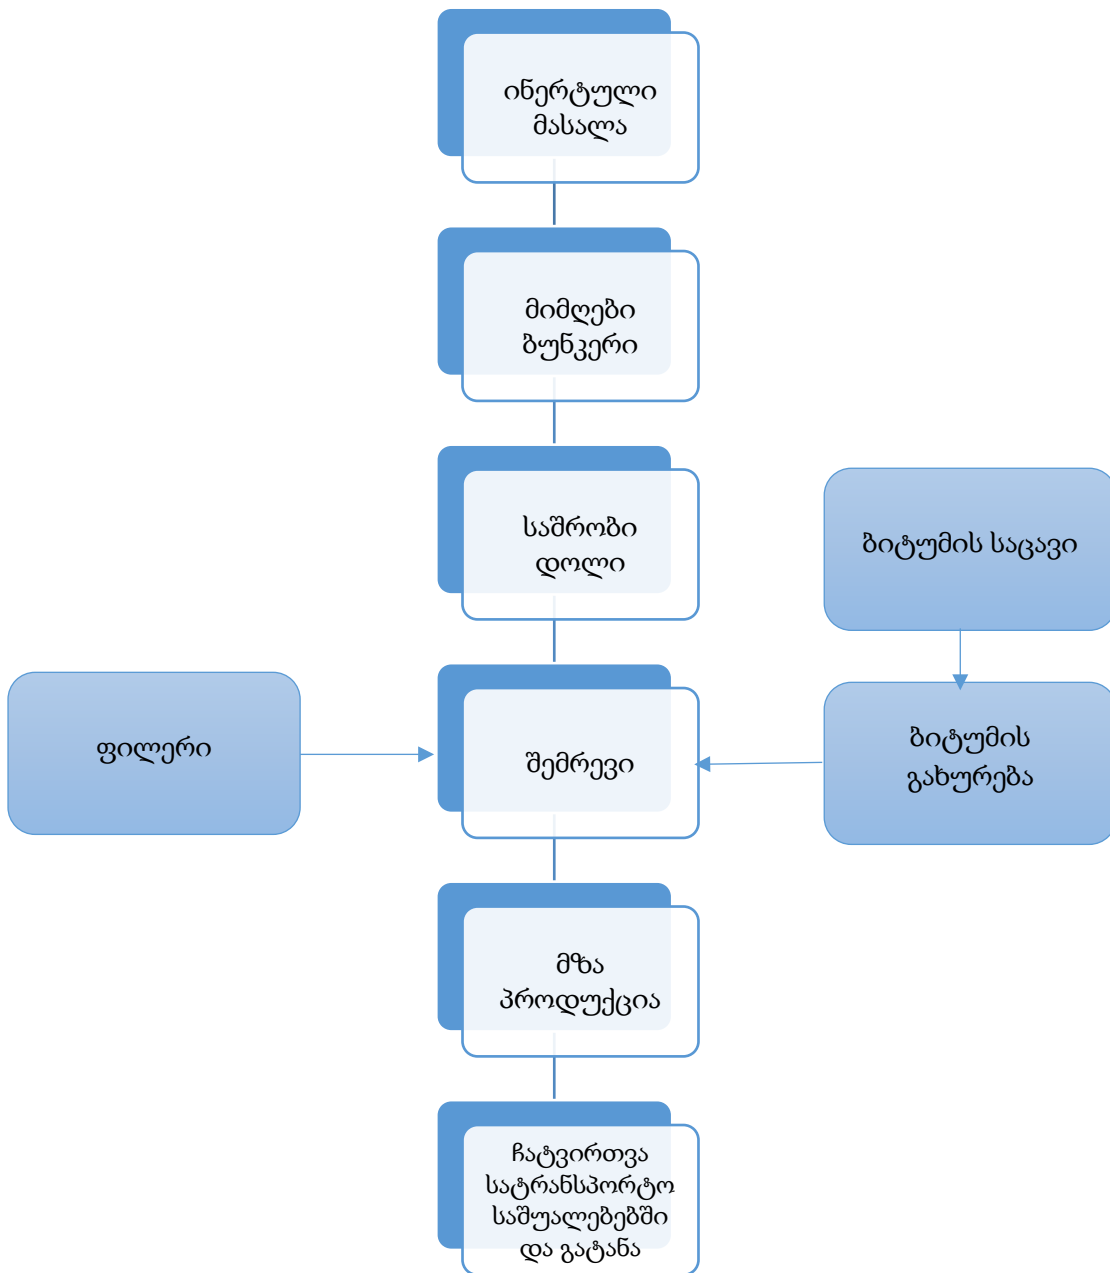 ინერტული
მასალა
მიმღები
ბუნკერი
საშრობი
დოლი
ბიტუმის საცავი
ფილერი
შემრევი
ბიტუმის
გახურება
მზა
პროდუქცია
ჩატვირთვა
სატრანსპორტო
საშუალებებში
და გატანა